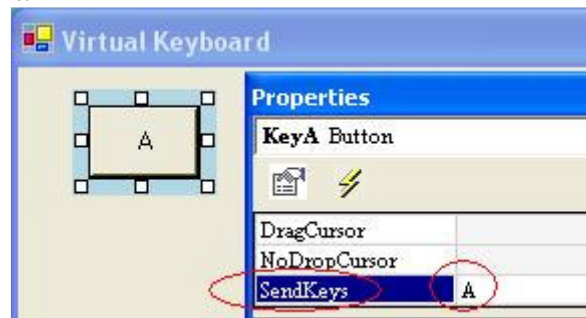 Virtual Keyboard
A
Properties
KeyA Button
DragCursor
NoDropCursor
SendKeys A